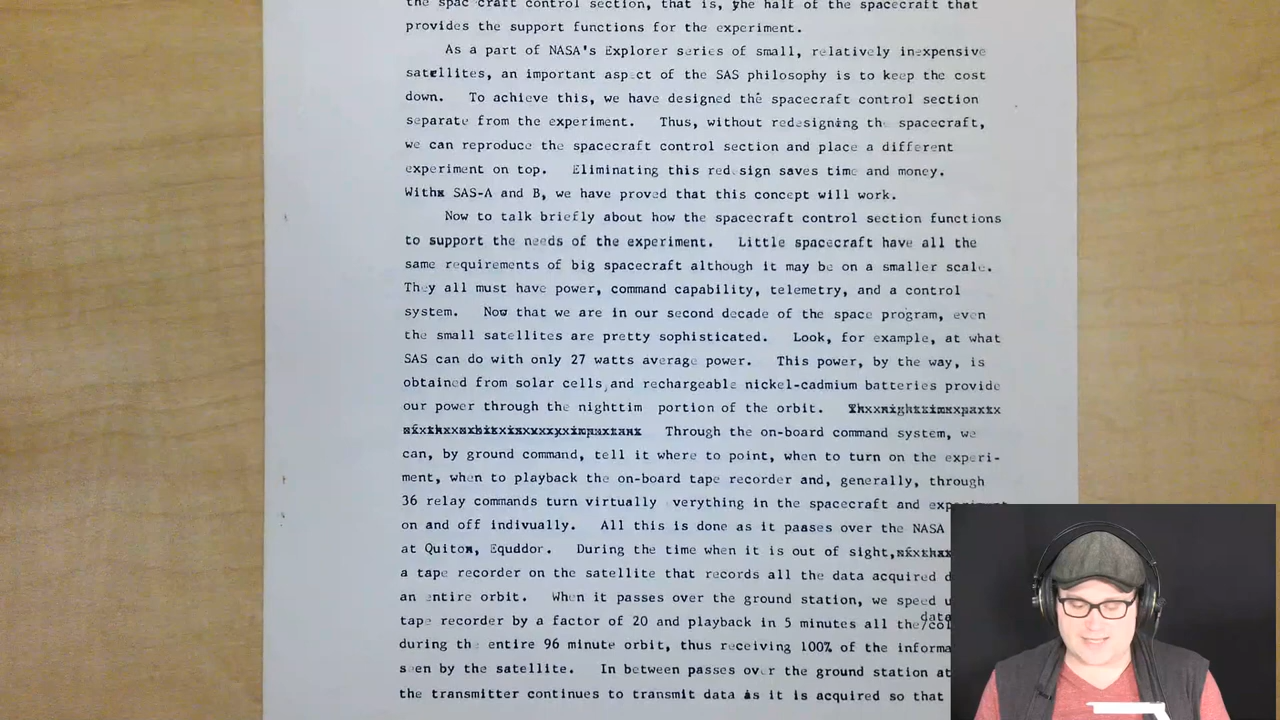 the spac craft control section, that is, yhe half of the spacecraft that
provides the support functions for the experiment.
As a part of NASA's Explorer series of small, relatively inexpensive
satellites, an important aspect of the SAS philosophy is to keep the cost
down. To achieve this, we have designed the spacecraft control section
separate from the experiment. Thus, without redesigning the spacecraft,
we can reproduce the spacecraft control section and place a different
experiment on top. Eliminating this redesign saves time and money.
Withx SAS-A and B, we have proved that this concept will work.
Now to talk briefly about how the spacecraft control section functions
to support the needs of the experiment. Little spacecraft have all the
same requirements of big spacecraft although it may be on a smaller scale.
They all must have power, command capability, telemetry, and a control
system. Now that we are in our second decade of the space program, even
the small satellites are pretty sophisticated. Look, for example, at what
SAS can do with only 27 watts average power. This power, by the way, is
obtained from solar cells,and rechargeable nickel-cadmium batteries provide
our power through the nighttim portion of the orbit.
Through the on-board command system, we
can, by ground command, tell it where to point, when to turn on the experi-
ment, when to playback the on-board tape recorder and, generally, through
36 relay commands turn virtually verything in the spacecraft and
on and off indivually. All this is done as it passes over the NASA
at Quiton, Equddor. During the time when it is out of sight,
a tape recorder on the satellite that records all the data acquired
an entire orbit. When it passes over the ground station, we speed
data
tape recorder by a factor of 20 and playback in 5 minutes all the/
during the entire 96 minute orbit, thus receiving 100% of the
seen by the satellite. In between passes over the ground station at
the transmitter continues to transmit data as it is acquired so that